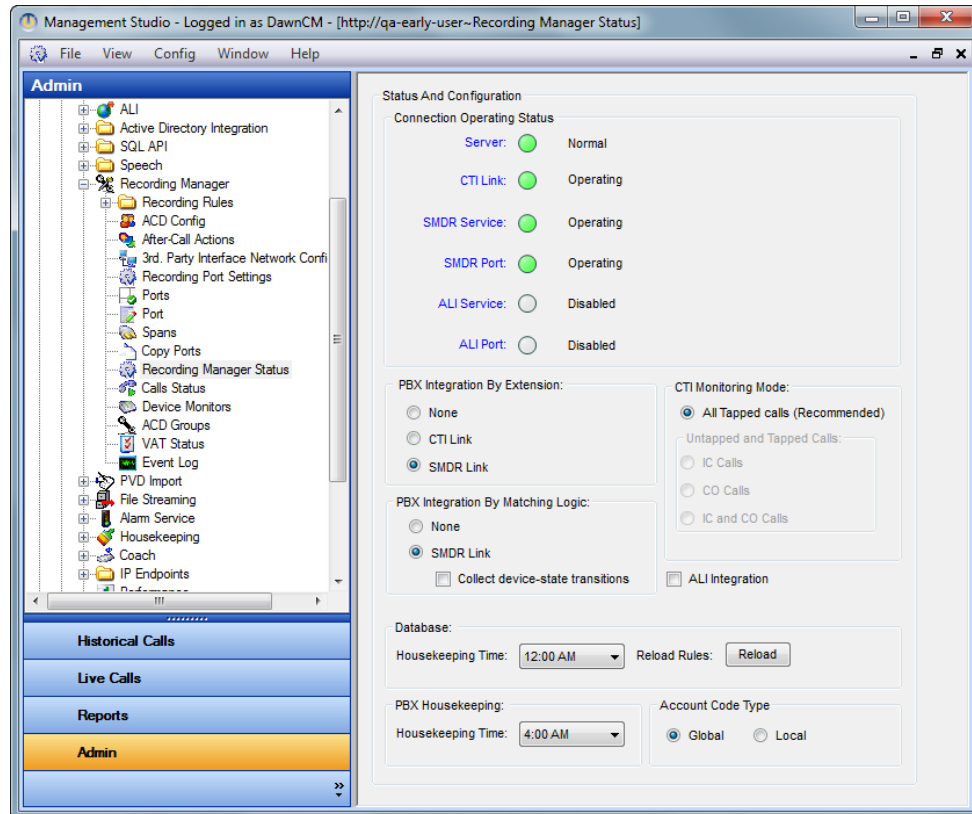 Management Studio - Logged in as DawnCM - [http://qa-early-user~Recording Manager Status]
File View Config Window Help
Admin
ALI
Active Directory Integration
SQL API
Speech
Recording Manager
Recording Rules
ACD Config
After-Call Actions
3rd. Party Interface Network Confi
Recording Port Settings
Ports
Port
Spans
Copy Ports
Recording Manager Status
Calls Status
Device Monitors
ACD Groups
VAT Status
Event Log
PVD Import
File Streaming
Alarm Service
Housekeeping
Coach
IP Endpoints
Historical Calls
Live Calls
Reports
Admin
Status And Configuration
Connection Operating Status
Server: Normal
CTI Link: Operating
SMDR Service: Operating
SMDR Port: Operating
ALI Service: Disabled
ALI Port: Disabled
PBX Integration By Extension:
None
CTI Link
SMDR Link
CTI Monitoring Mode:
All Tapped calls (Recommended)
Untapped and Tapped Calls:
IC Calls
CO Calls
IC and CO Calls
PBX Integration By Matching Logic:
None
SMDR Link
Collect device-state transitions
ALI Integration
Database:
Housekeeping Time: 12:00 AM Reload Rules: Reload
PBX Housekeeping:
Housekeeping Time: 4:00 AM
Account Code Type
Global Local